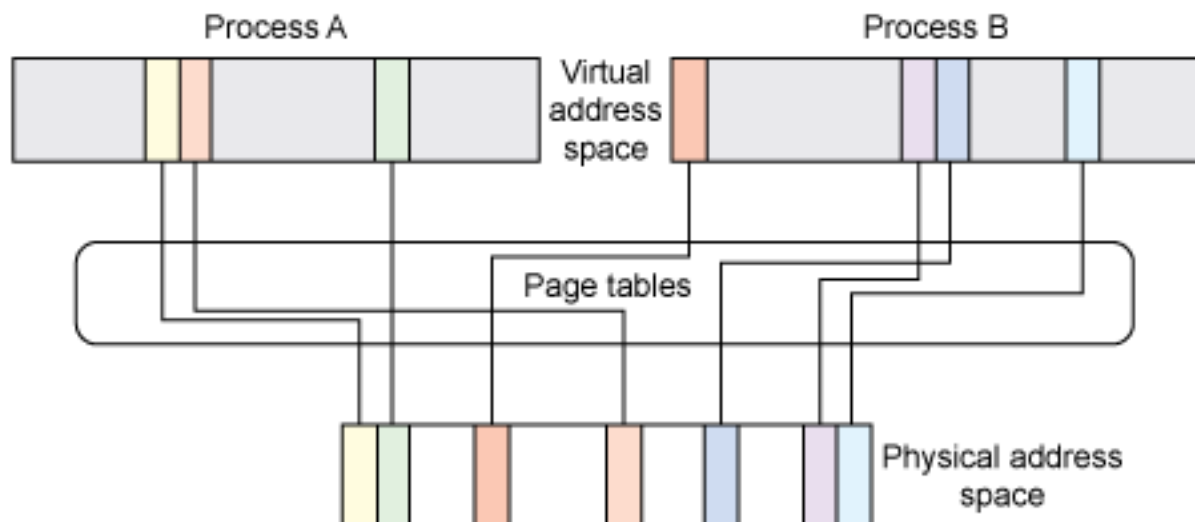 Process A
Process B
Virtual
address
space
Page tables
Physical address
space